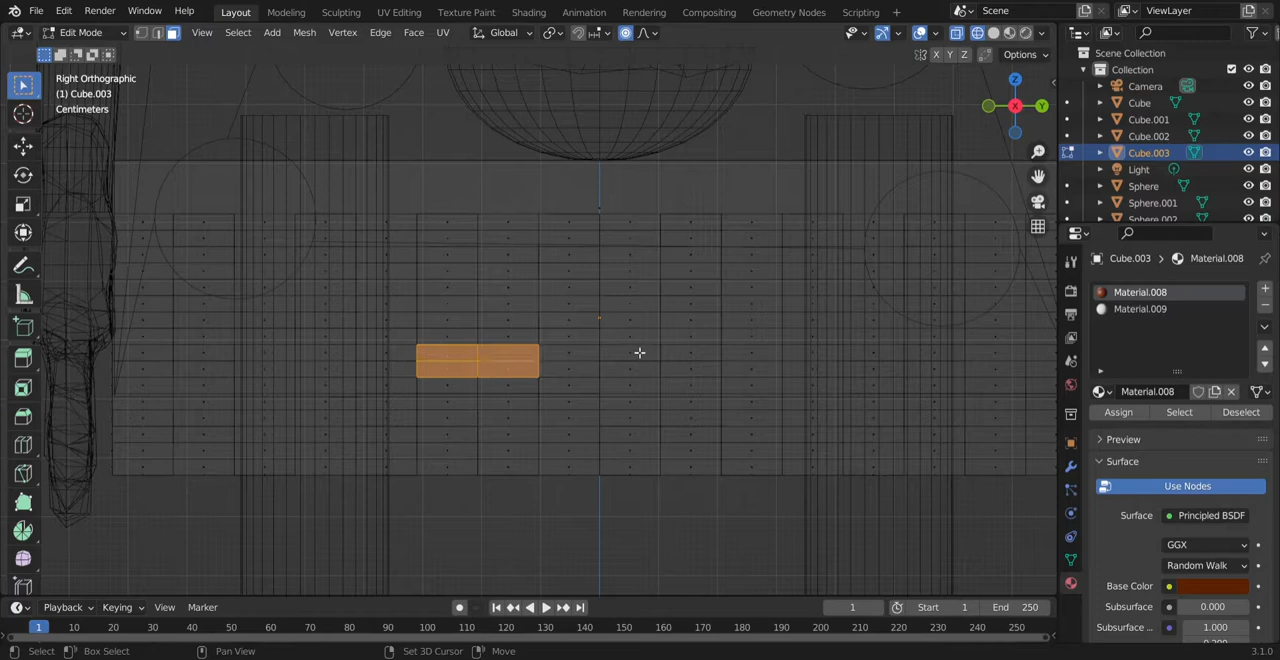 File Edit Render Window Help Layout Modeling Sculpting UV Editing Texture Paint Shading Animation Rendering Compositing Geometry Nodes Scripting + Scene ViewLayer
Edit Mode View Select Add Mesh Vertex Edge Face UV Global
X Y Z Options
Right Orthographic
(1) Cube.003
Centimeters
Z
X
Y
Scene Collection
Collection
Camera
Cube
Cube.001
Cube.002
Cube.003
Light
Sphere
Sphere.001
Sphere.002
Cube.003 > Material.008
Material.008
Material.009
Material.008
Assign Select Deselect
Preview
Surface
Use Nodes
Surface Principled BSDF
GGX
Random Walk
Base Color
Subsurface 0.000
Subsurface ... 1.000
0.200
Playback Keying View Marker 1 Start 1 End 250
1 10 20 30 40 50 60 70 80 90 100 110 120 130 140 150 160 170 180 190 200 210 220 230 240 250
Select Box Select Pan View Set 3D Cursor Move 3.1.0